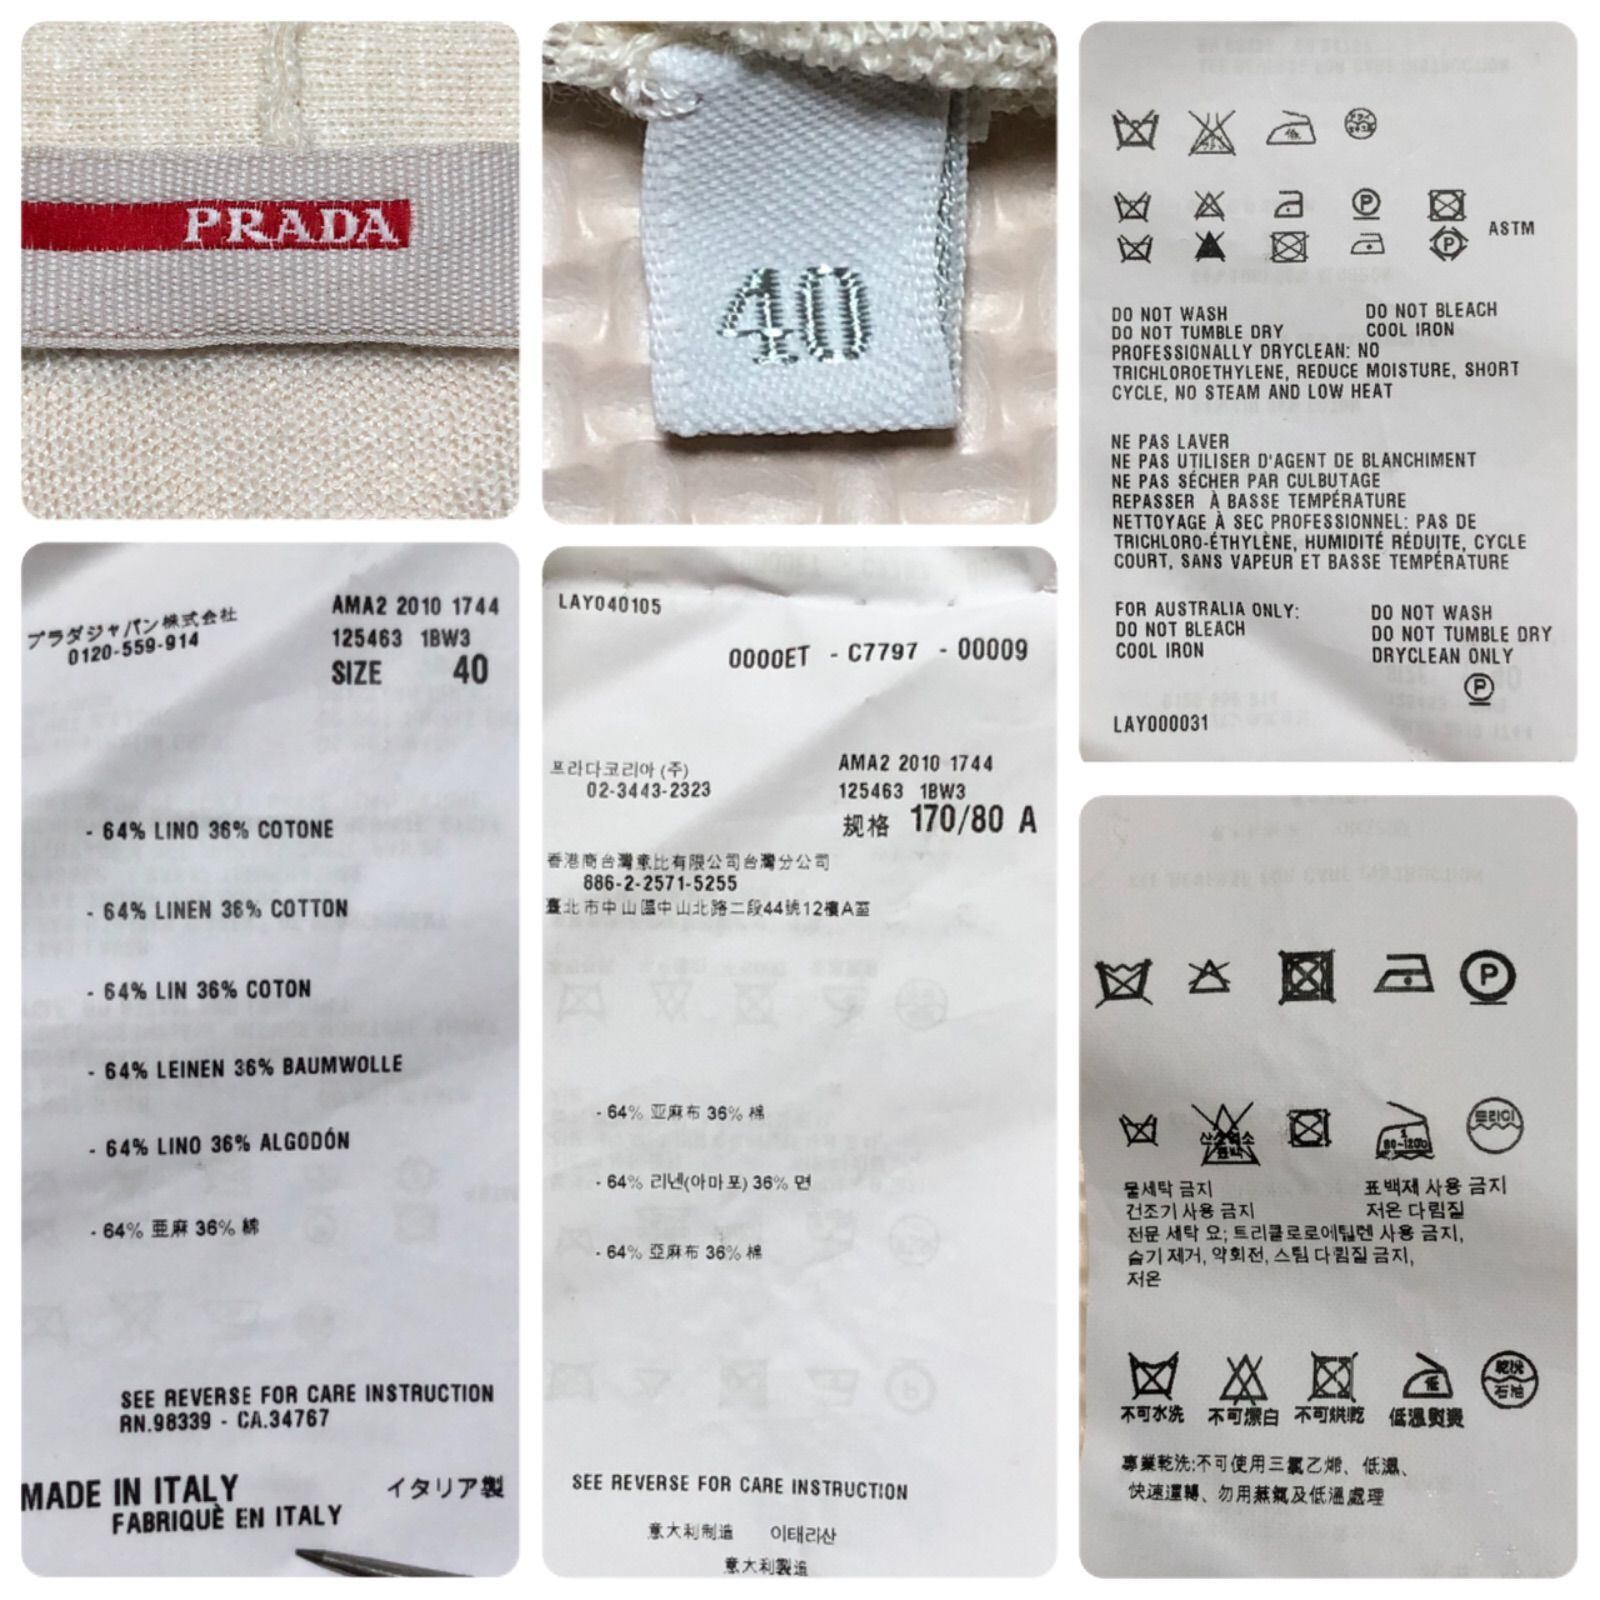 PRADA
40
ASTM
DO NOT WASH DO NOT BLEACH
DO NOT TUMBLE DRY COOL IRON
PROFESSIONALLY DRYCLEAN: NO
TRICHLOROETHYLENE, REDUCE MOISTURE, SHORT
CYCLE, NO STEAM AND LOW HEAT
NE PAS LAVER
NE PAS UTILISER D'AGENT DE BLANCHIMENT
NE PAS SÉCHER PAR CULBUTAGE
REPASSER À BASSE TEMPÉRATURE
NETTOYAGE À SEC PROFESSIONNEL: PAS DE
TRICHLORO-ÉTHYLÈNE, HUMIDITÉ RÉDUITE, CYCLE
COURT, SANS VAPEUR ET BASSE TEMPÉRATURE
FOR AUSTRALIA ONLY: DO NOT WASH
DO NOT BLEACH DO NOT TUMBLE DRY
COOL IRON DRYCLEAN ONLY
P
LAY000031
プラダジャパン株式会社
0120-559-914
AMA2 2010 1744
125463 1BW3
SIZE 40
- 64% LINO 36% COTONE
- 64% LINEN 36% COTTON
- 64% LIN 36% COTON
- 64% LEINEN 36% BAUMWOLLE
- 64% LINO 36% ALGODÓN
- 64% 亜麻 36% 綿
SEE REVERSE FOR CARE INSTRUCTION
RN.98339 - CA.34767
MADE IN ITALY イタリア製
FABRIQUÈ EN ITALY
LAY040105
0000ET - C7797 - 00009
프라다코리아 (주)
02-3443-2323
AMA2 2010 1744
125463 1BW3
规格 170/80 A
香港商台灣意比有限公司台灣分公司
886-2-2571-5255
臺北市中山區中山北路二段44號12樓A室
- 64% 亚麻布 36% 棉
- 64% 리넨(아마포) 36% 면
- 64% 亞麻布 36% 棉
SEE REVERSE FOR CARE INSTRUCTION
意大利制造 이태리산
意大利製造
P
드라이
물세탁 금지 표백제 사용 금지
건조기 사용 금지 저온 다림질
전문 세탁 요; 트리클로로에틸렌 사용 금지,
습기 제거, 약회전, 스팀 다림질 금지,
저온
低
乾洗
石油
不可水洗 不可漂白 不可烘乾 低溫熨燙
專業乾洗:不可使用三氯乙烯、低濕、
快速運轉、勿用蒸氣及低溫處理